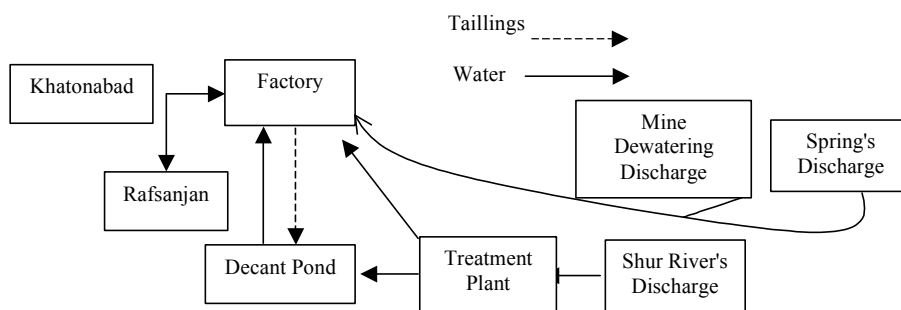 Taillings
Water
Khatonabad
Factory
Mine
Dewatering
Discharge
Spring's
Discharge
Rafsanjan
Decant Pond
Treatment
Plant
Shur River's
Discharge